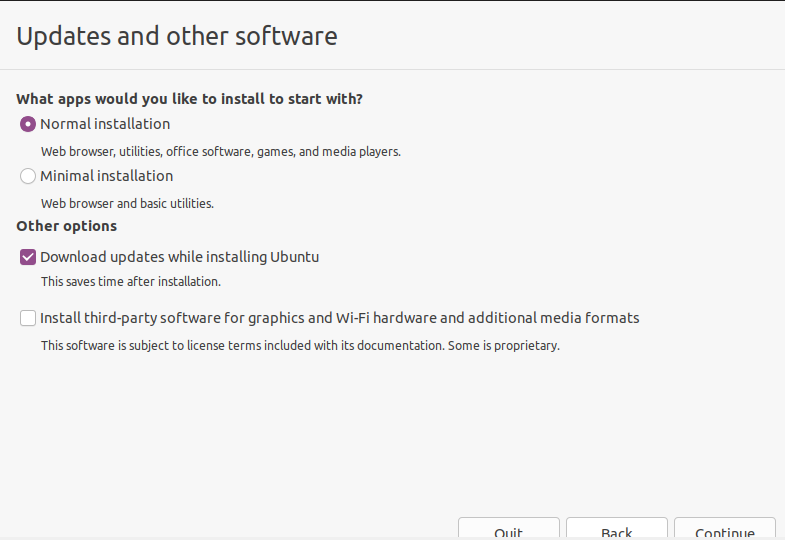 Updates and other software
What apps would you like to install to start with?
Normal installation
Web browser, utilities, office software, games, and media players.
Minimal installation
Web browser and basic utilities.
Other options
Download updates while installing Ubuntu
This saves time after installation.
Install third-party software for graphics and Wi-Fi hardware and additional media formats
This software is subject to license terms included with its documentation. Some is proprietary.
Quit Back Continue